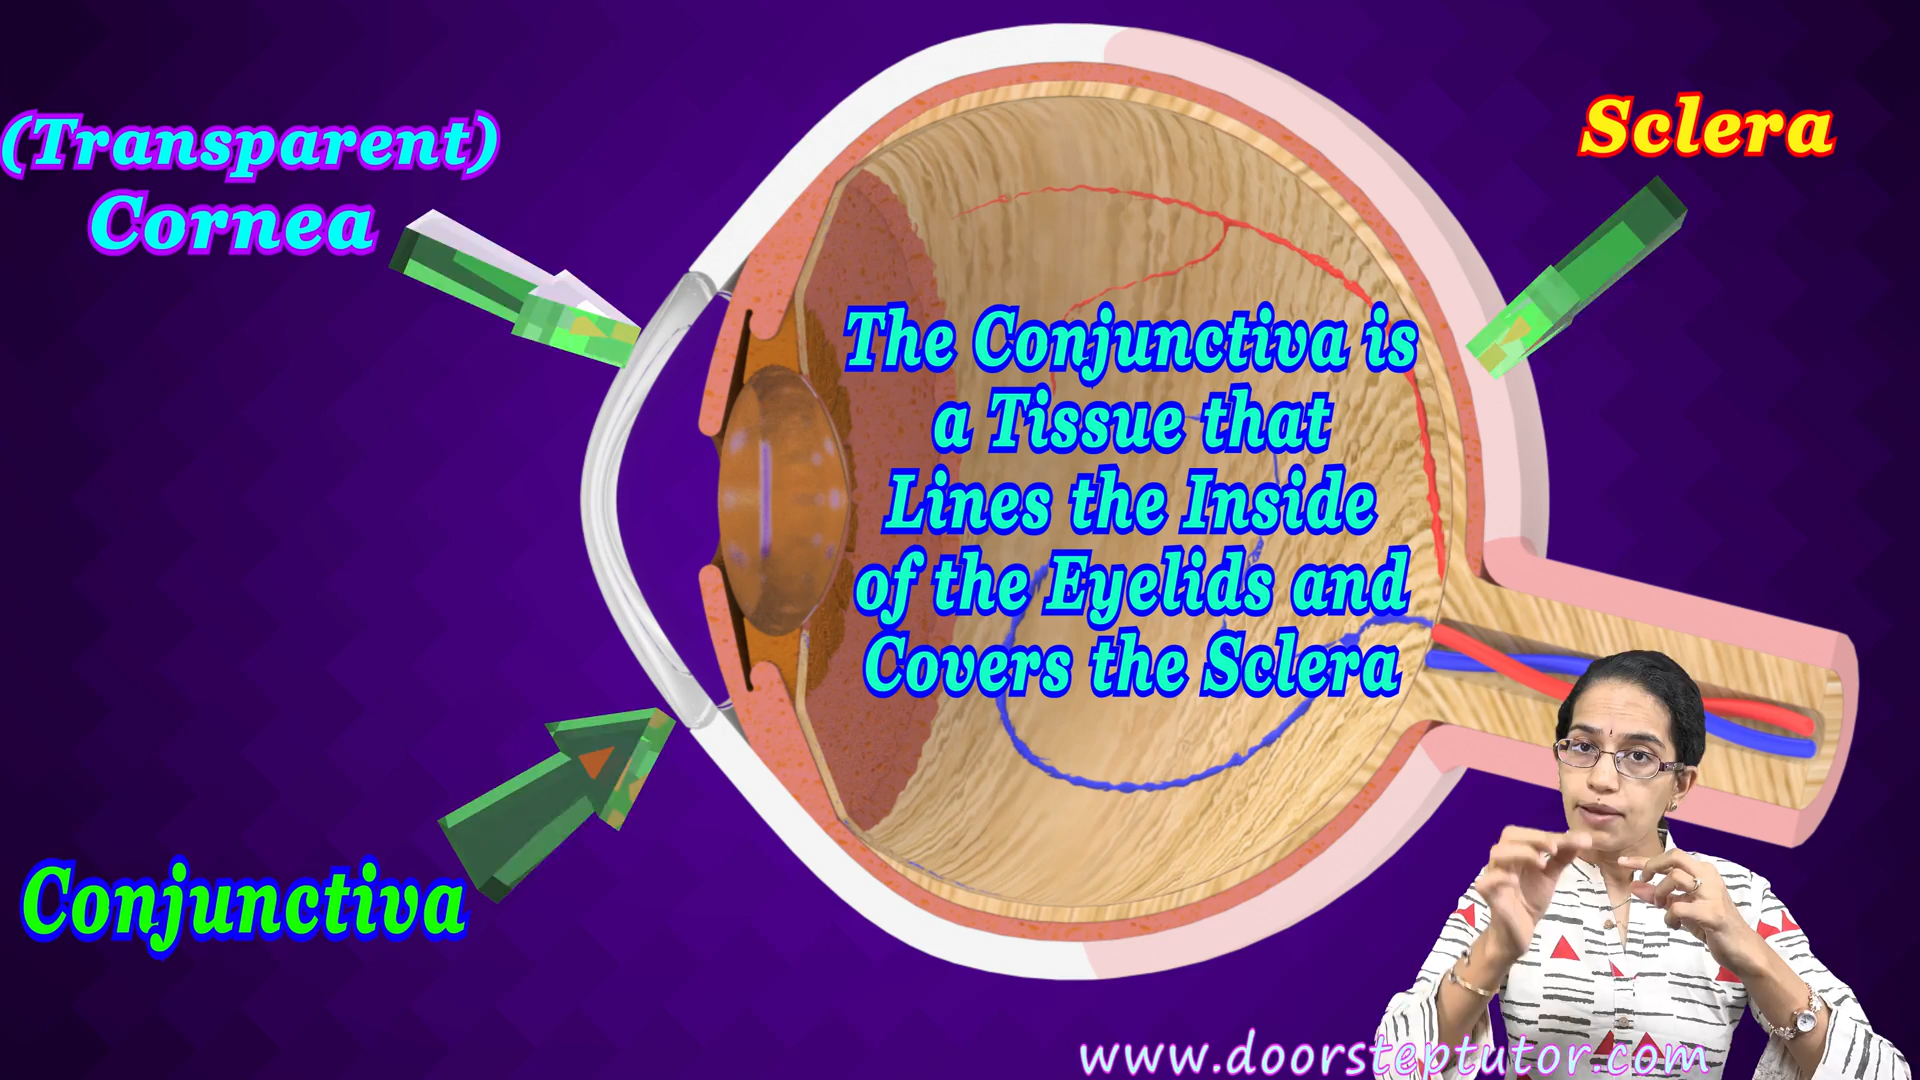 (Transparent)
Cornea
Sclera
The Conjunctiva is
a Tissue that
Lines the Inside
of the Eyelids and
Covers the Sclera
Conjunctiva
www.doorsteptutor.com